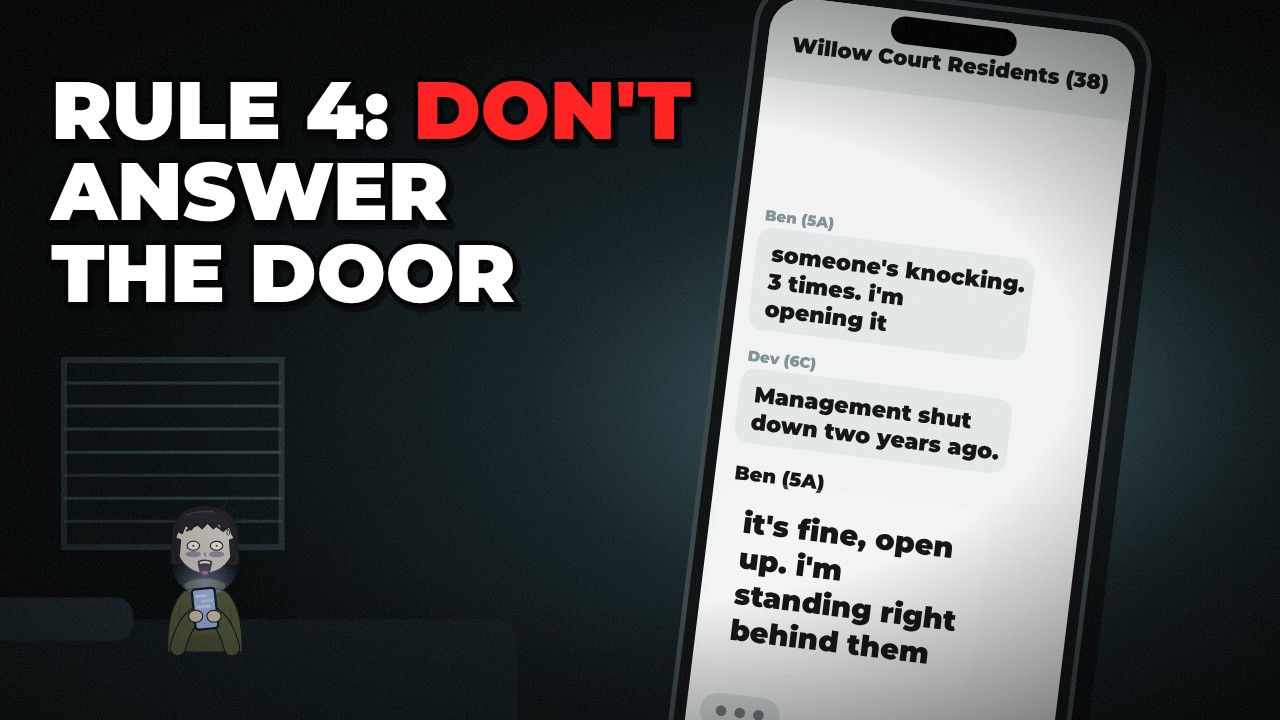 RULE 4: DON'T
ANSWER
THE DOOR
Willow Court Residents (38)
Ben (5A)
someone's knocking.
3 times. i'm
opening it
Dev (6C)
Management shut
down two years ago.
Ben (5A)
it's fine, open
up. i'm
standing right
behind them